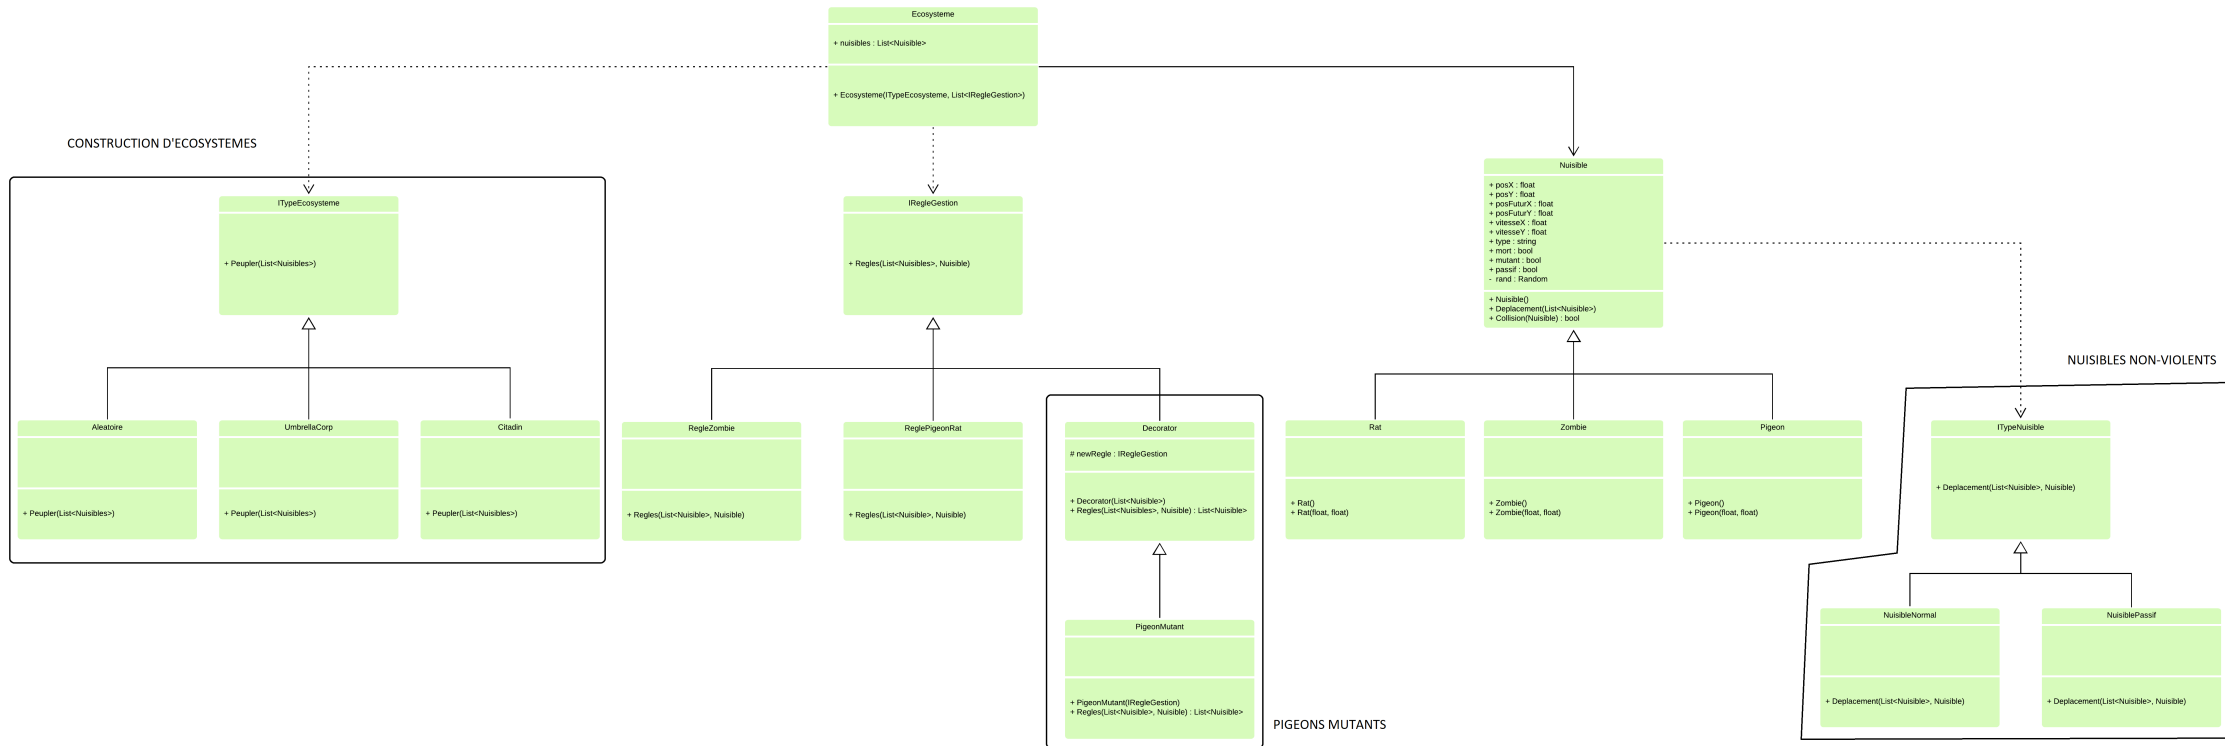 Ecosysteme
+ nuisibles : List<Nuisible>
+ Ecosysteme(ITypeEcosysteme, List<IRegleGestion>)
CONSTRUCTION D'ECOSYSTEMES
ITypeEcosysteme
+ Peupler(List<Nuisibles>)
Aleatoire
+ Peupler(List<Nuisibles>)
UmbrellaCorp
+ Peupler(List<Nuisibles>)
Citadin
+ Peupler(List<Nuisibles>)
IRegleGestion
+ Regles(List<Nuisibles>, Nuisible)
RegleZombie
+ Regles(List<Nuisible>, Nuisible)
ReglePigeonRat
+ Regles(List<Nuisible>, Nuisible)
Decorator
# newRegle : IRegleGestion
+ Decorator(List<Nuisible>)
+ Regles(List<Nuisibles>, Nuisible) : List<Nuisible>
PigeonMutant
+ PigeonMutant(IRegleGestion)
+ Regles(List<Nuisible>, Nuisible) : List<Nuisible>
PIGEONS MUTANTS
Nuisible
+ posX : float
+ posY : float
+ posFuturX : float
+ posFuturY : float
+ vitesseX : float
+ vitesseY : float
+ type : string
+ mort : bool
+ mutant : bool
+ passif : bool
- rand : Random
+ Nuisible()
+ Deplacement(List<Nuisible>)
+ Collision(Nuisible) : bool
Rat
+ Rat()
+ Rat(float, float)
Zombie
+ Zombie()
+ Zombie(float, float)
Pigeon
+ Pigeon()
+ Pigeon(float, float)
NUISIBLES NON-VIOLENTS
ITypeNuisible
+ Deplacement(List<Nuisible>, Nuisible)
NuisibleNormal
+ Deplacement(List<Nuisible>, Nuisible)
NuisiblePassif
+ Deplacement(List<Nuisible>, Nuisible)